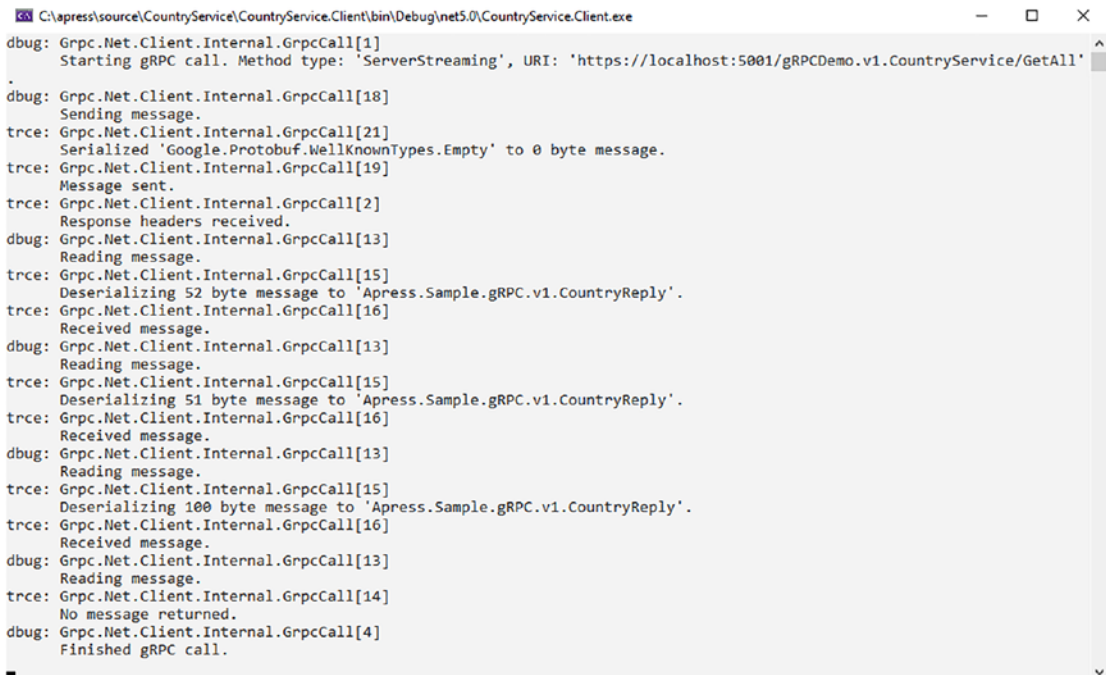 C:\apress\source\CountryService\CountryService.Client\bin\Debug\net5.0\CountryService.Client.exe
dbug: Grpc.Net.Client.Internal.GrpcCall[1]
      Starting gRPC call. Method type: 'ServerStreaming', URI: 'https://localhost:5001/gRPCDemo.v1.CountryService/GetAll'
.
dbug: Grpc.Net.Client.Internal.GrpcCall[18]
      Sending message.
trce: Grpc.Net.Client.Internal.GrpcCall[21]
      Serialized 'Google.Protobuf.WellKnownTypes.Empty' to 0 byte message.
trce: Grpc.Net.Client.Internal.GrpcCall[19]
      Message sent.
trce: Grpc.Net.Client.Internal.GrpcCall[2]
      Response headers received.
dbug: Grpc.Net.Client.Internal.GrpcCall[13]
      Reading message.
trce: Grpc.Net.Client.Internal.GrpcCall[15]
      Deserializing 52 byte message to 'Apress.Sample.gRPC.v1.CountryReply'.
trce: Grpc.Net.Client.Internal.GrpcCall[16]
      Received message.
dbug: Grpc.Net.Client.Internal.GrpcCall[13]
      Reading message.
trce: Grpc.Net.Client.Internal.GrpcCall[15]
      Deserializing 51 byte message to 'Apress.Sample.gRPC.v1.CountryReply'.
trce: Grpc.Net.Client.Internal.GrpcCall[16]
      Received message.
dbug: Grpc.Net.Client.Internal.GrpcCall[13]
      Reading message.
trce: Grpc.Net.Client.Internal.GrpcCall[15]
      Deserializing 100 byte message to 'Apress.Sample.gRPC.v1.CountryReply'.
trce: Grpc.Net.Client.Internal.GrpcCall[16]
      Received message.
dbug: Grpc.Net.Client.Internal.GrpcCall[13]
      Reading message.
trce: Grpc.Net.Client.Internal.GrpcCall[14]
      No message returned.
dbug: Grpc.Net.Client.Internal.GrpcCall[4]
      Finished gRPC call.